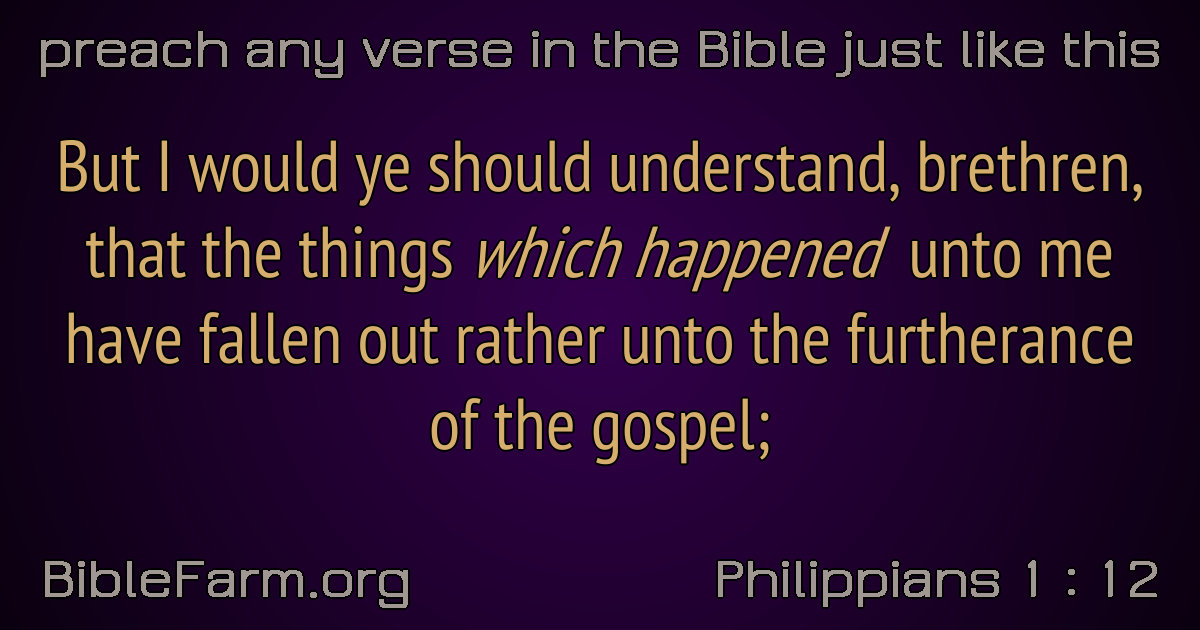 preach any verse in the Bible just like this
But I would ye should understand, brethren,
that the things which happened unto me
have fallen out rather unto the furtherance
of the gospel;
BibleFarm.org
Philippians 1 : 12